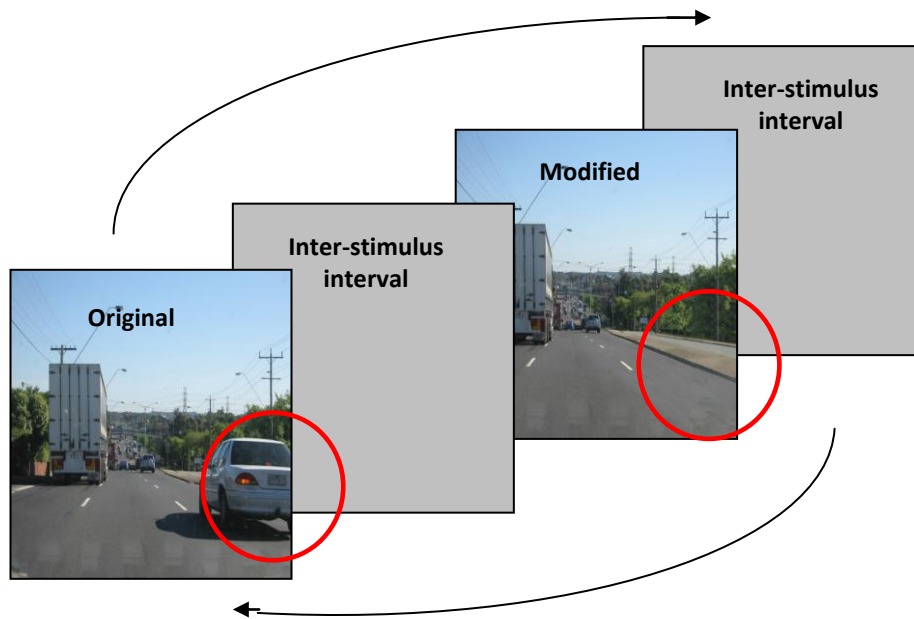 Original
Inter-stimulus
interval
Modified
Inter-stimulus
interval